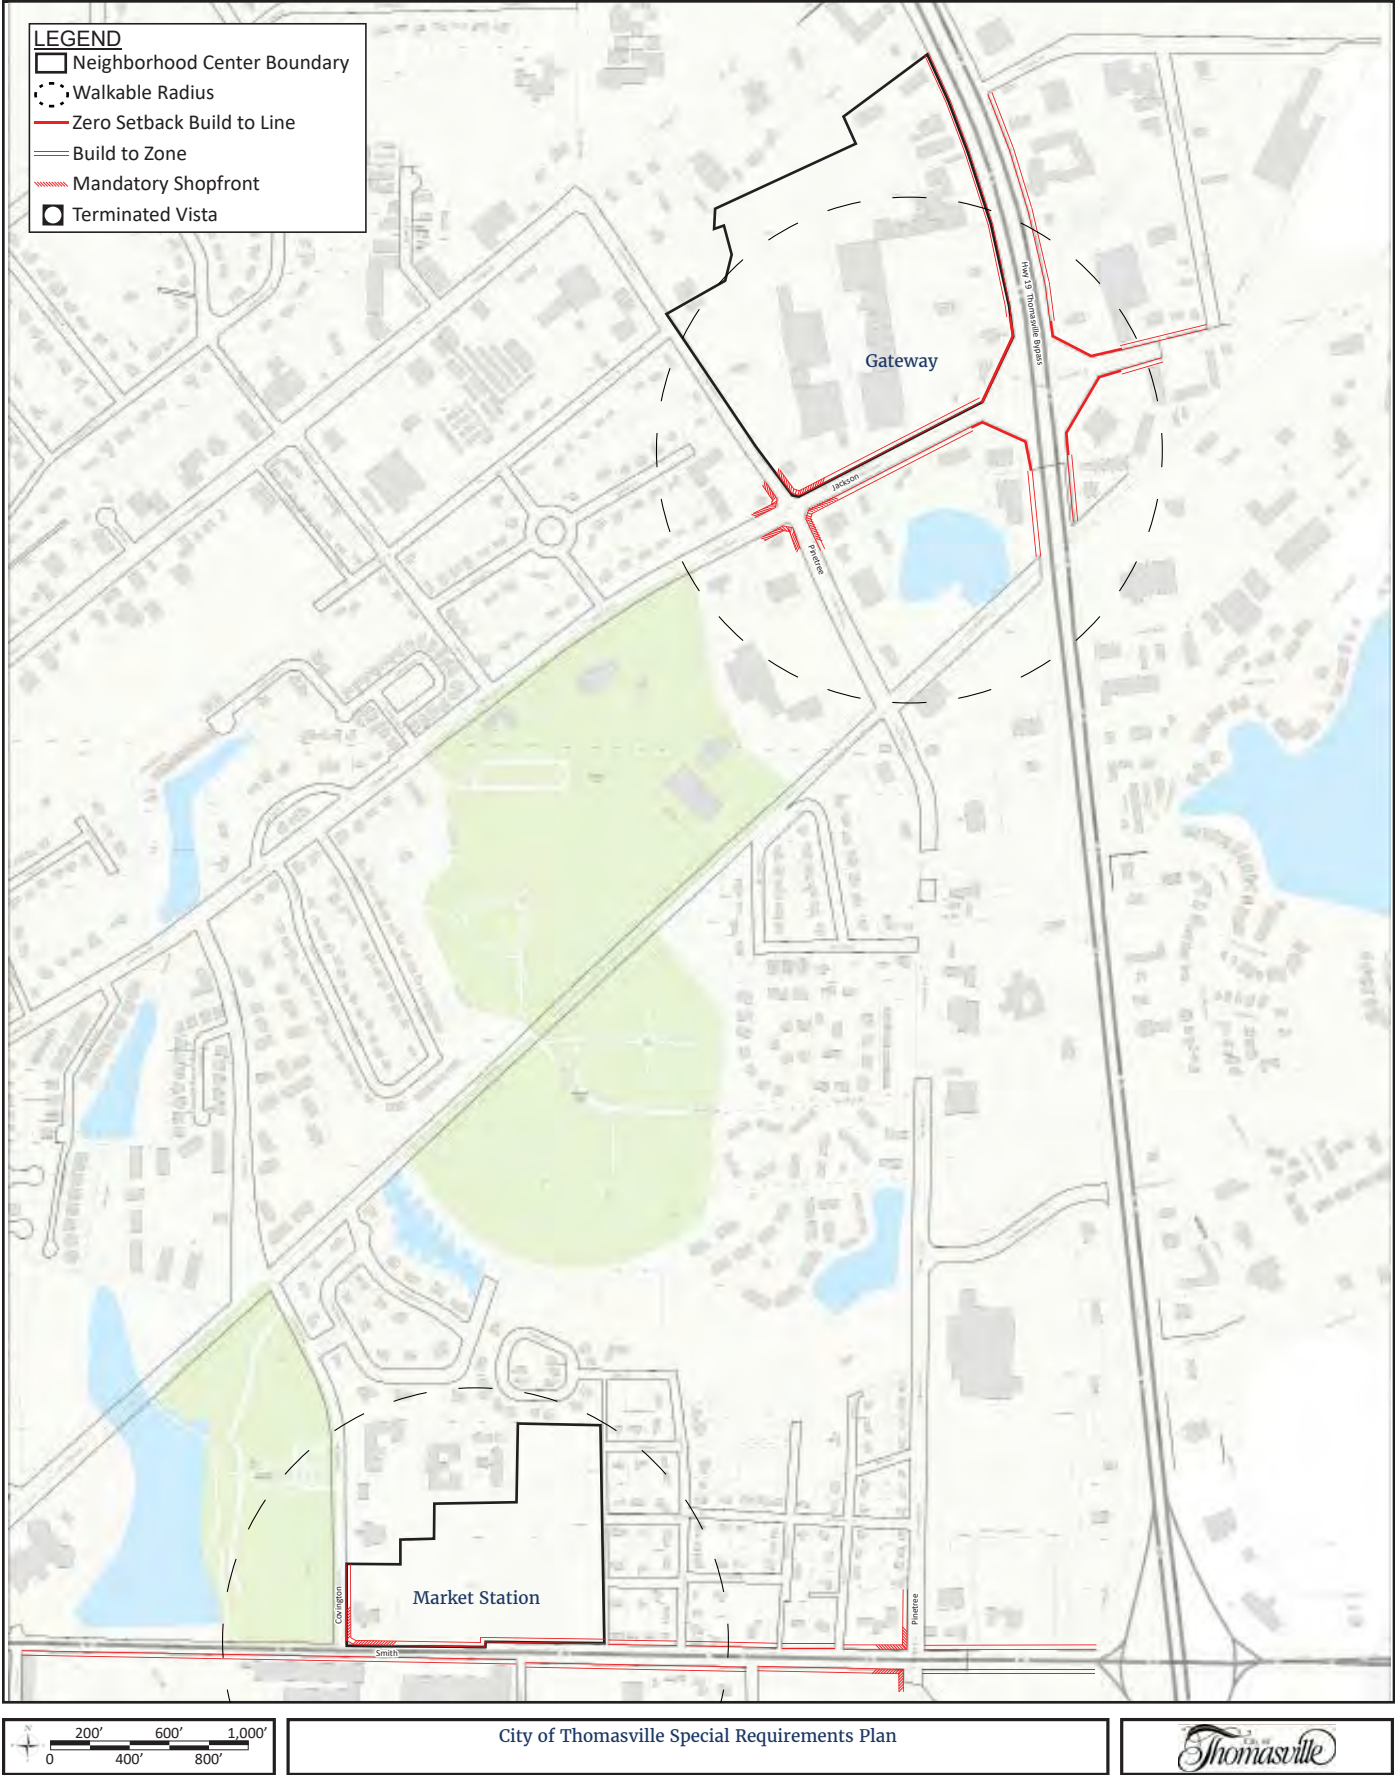 LEGEND
Neighborhood Center Boundary
Walkable Radius
Zero Setback Build to Line
Build to Zone
Mandatory Shopfront
Terminated Vista
Hwy 19 Thomasville Bypass
Gateway
Jackson
Pinetree
Covington
Market Station
Pinetree
Smith
N
200' 600' 1,000'
0 400' 800'
City of Thomasville Special Requirements Plan
City of
Thomasville